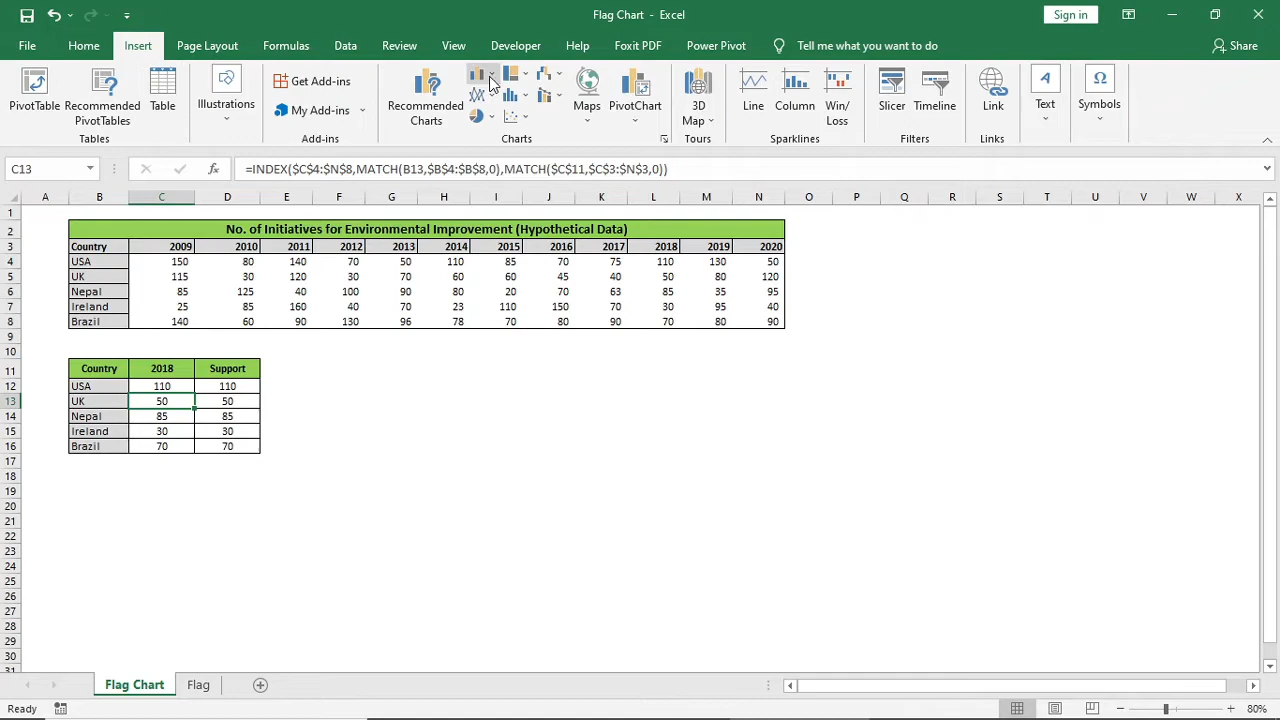 Flag Chart - Excel
Sign in
File Home Insert Page Layout Formulas Data Review View Developer Help Foxit PDF Power Pivot Tell me what you want to do Share
PivotTable Recommended PivotTables Table Illustrations Get Add-ins My Add-ins Recommended Charts Maps PivotChart 3D Map Line Column Win/Loss Slicer Timeline Link Text Symbols
Tables Add-ins Charts Tours Sparklines Filters Links
C13 fx =INDEX($C$4:$N$8,MATCH(B13,$B$4:$B$8,0),MATCH($C$11,$C$3:$N$3,0))
A B C D E F G H I J K L M N O P Q R S T U V W X
1
2 No. of Initiatives for Environmental Improvement (Hypothetical Data)
3 Country 2009 2010 2011 2012 2013 2014 2015 2016 2017 2018 2019 2020
4 USA 150 80 140 70 50 110 85 70 75 110 130 50
5 UK 115 30 120 30 70 60 60 45 40 50 80 120
6 Nepal 85 125 40 100 90 80 20 70 63 85 35 95
7 Ireland 25 85 160 40 70 23 110 150 70 30 95 40
8 Brazil 140 60 90 130 96 78 70 80 90 70 80 90
9
10
11 Country 2018 Support
12 USA 110 110
13 UK 50 50
14 Nepal 85 85
15 Ireland 30 30
16 Brazil 70 70
17
18
19
20
21
22
23
24
25
26
27
28
29
30
31
Flag Chart Flag
Ready 80%